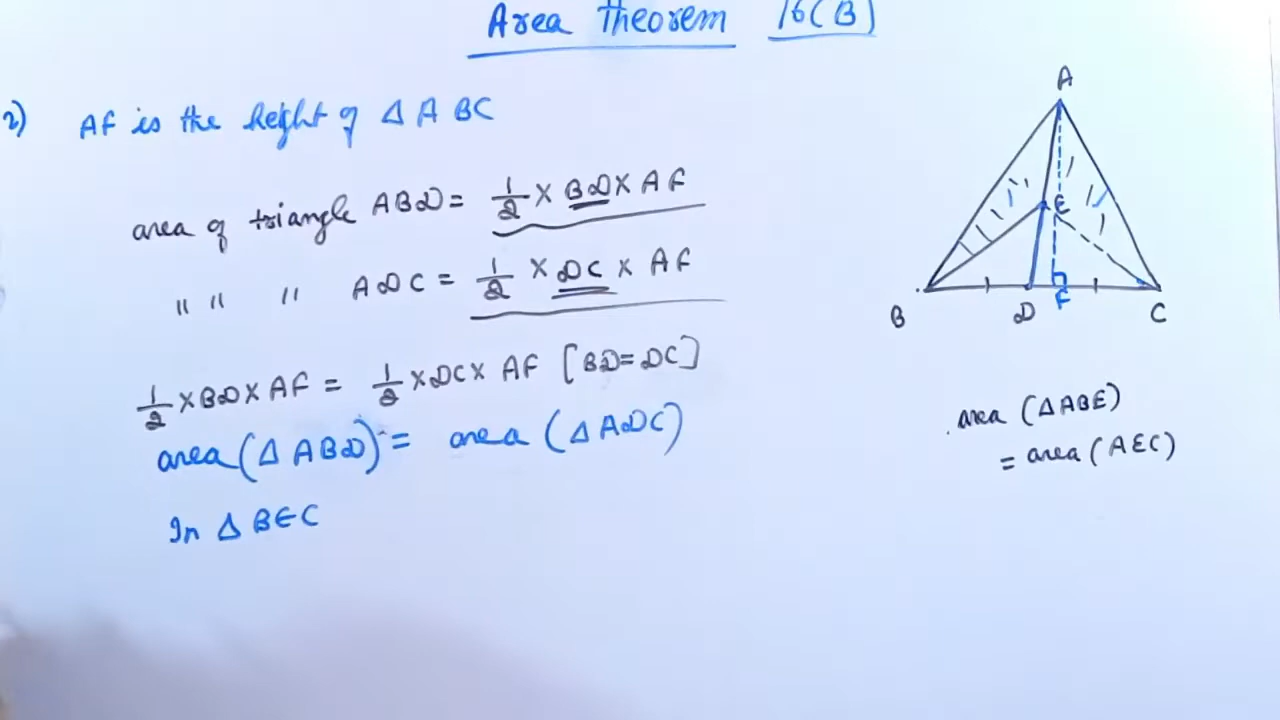 Area Theorem 16(B)
2) AF is the height of Δ ABC
area of triangle ABD = 1/2 × BD × AF
" " " ADC = 1/2 × DC × AF
1/2 × BD × AF = 1/2 × DC × AF [BD = DC]
area (Δ ABD) = area (Δ ADC)
In Δ BEC
A
E
B D F C
area (ΔABE)
= area (AEC)